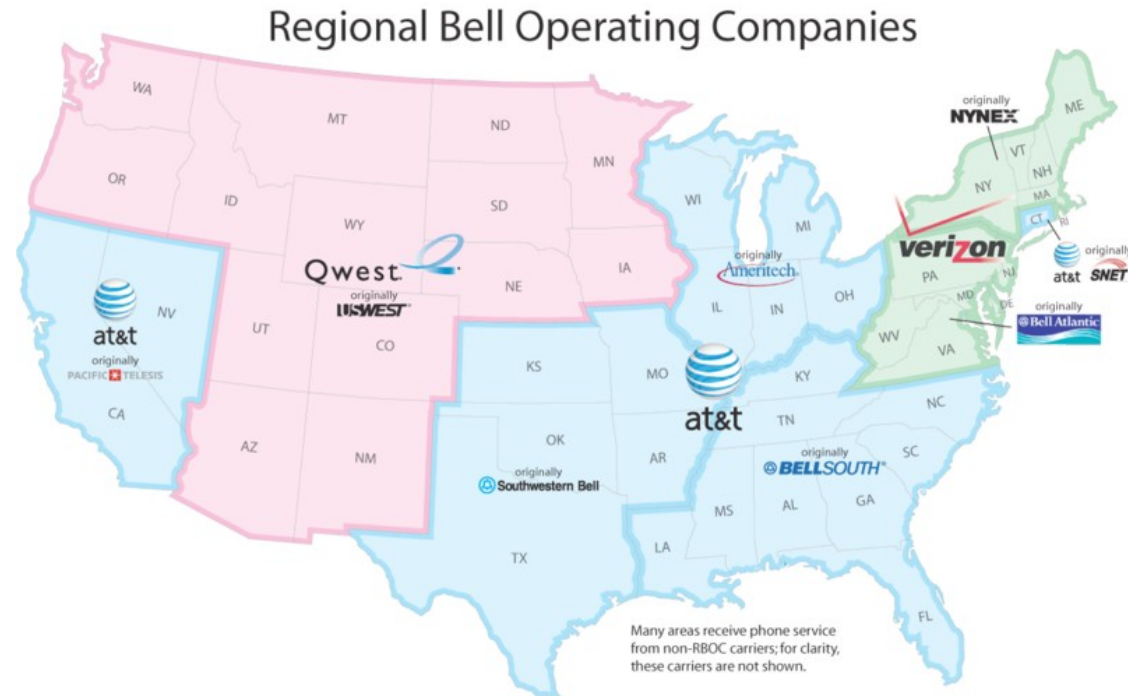 Regional Bell Operating Companies
WA
MT
ND
MN
OR
ID
WY
SD
WI
MI
originally
NYNEX
ME
VT
NH
NY
MA
CT
RI
verizon
at&t
originally
SNET
Qwest
originally
USWEST
NE
IA
originally
Ameritech
IL
IN
OH
PA
NJ
MD
DE
WV
VA
originally
Bell Atlantic
at&t
originally
PACIFIC TELESIS
NV
CA
UT
CO
AZ
NM
KS
MO
at&t
KY
OK
AR
originally
Southwestern Bell
TX
TN
NC
SC
originally
BELLSOUTH
MS
AL
GA
LA
FL
Many areas receive phone service
from non-RBOC carriers; for clarity,
these carriers are not shown.